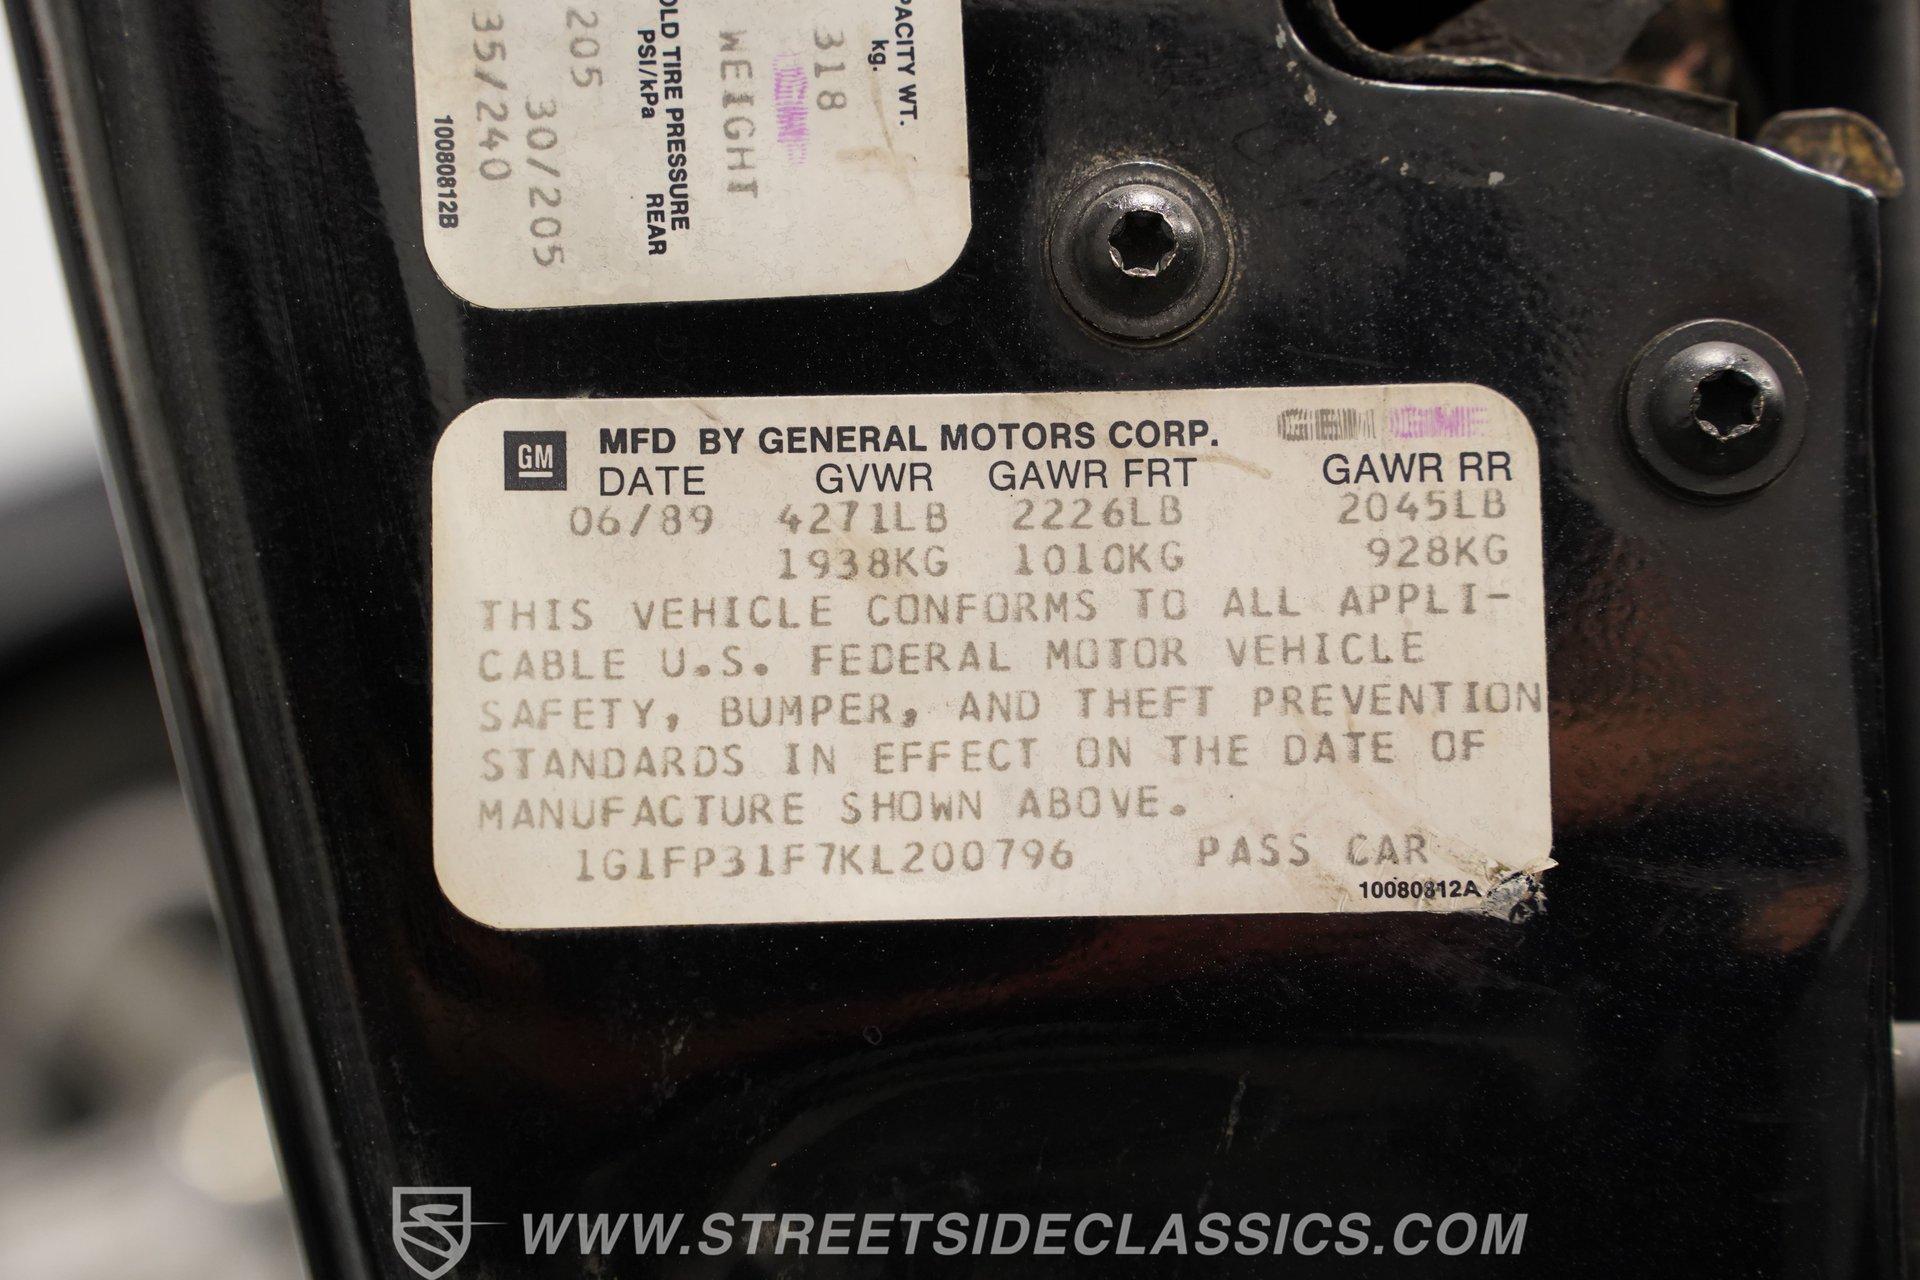 PACITY WT.
kg.
318
WEIGHT
OLD TIRE PRESSURE
PSI/kPa REAR
205
30/205
35/240
10080812B
GM
MFD BY GENERAL MOTORS CORP.
DATE GVWR GAWR FRT GAWR RR
06/89 4271LB 2226LB 2045LB
1938KG 1010KG 928KG
THIS VEHICLE CONFORMS TO ALL APPLI-
CABLE U.S. FEDERAL MOTOR VEHICLE
SAFETY, BUMPER, AND THEFT PREVENTION
STANDARDS IN EFFECT ON THE DATE OF
MANUFACTURE SHOWN ABOVE.
1G1FP31F7KL200796 PASS CAR
10080812A
WWW.STREETSIDECLASSICS.COM